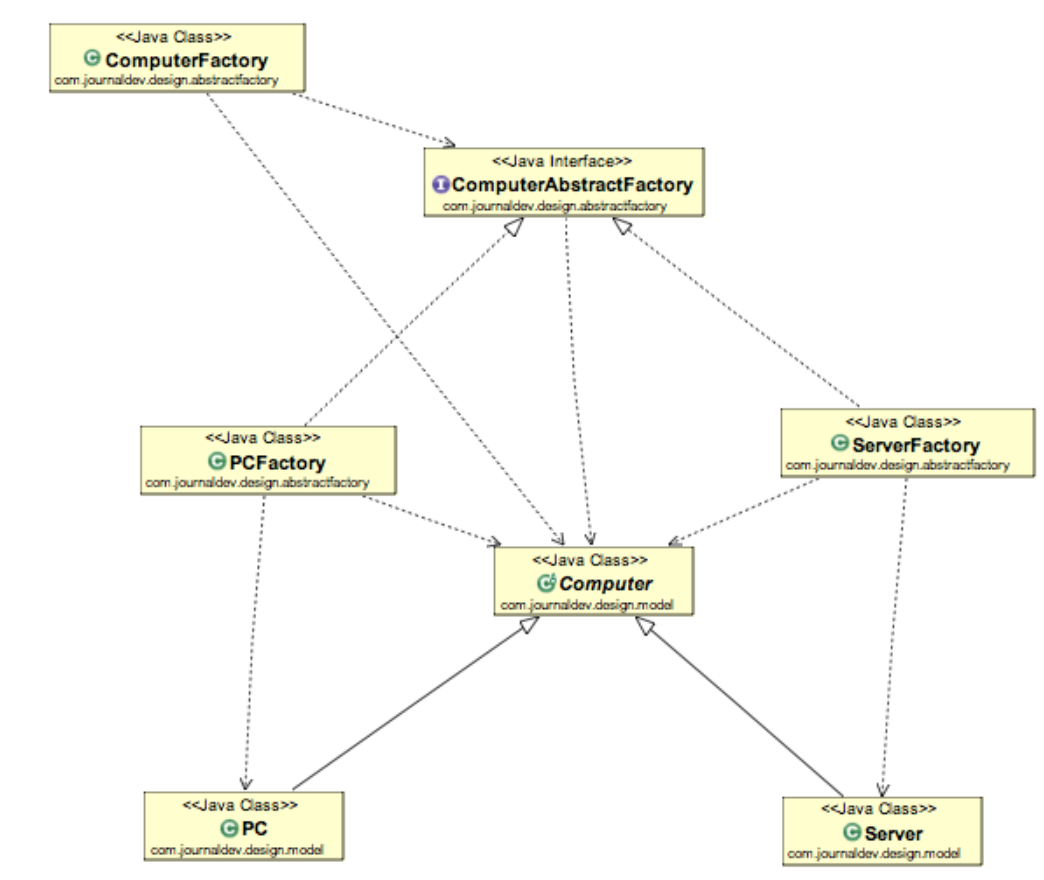 <<Java Class>>
ComputerFactory
com.journaldev.design.abstractfactory
<<Java Interface>>
ComputerAbstractFactory
com.journaldev.design.abstractfactory
<<Java Class>>
PCFactory
com.journaldev.design.abstractfactory
<<Java Class>>
ServerFactory
com.journaldev.design.abstractfactory
<<Java Class>>
Computer
com.journaldev.design.model
<<Java Class>>
PC
com.journaldev.design.model
<<Java Class>>
Server
com.journaldev.design.model